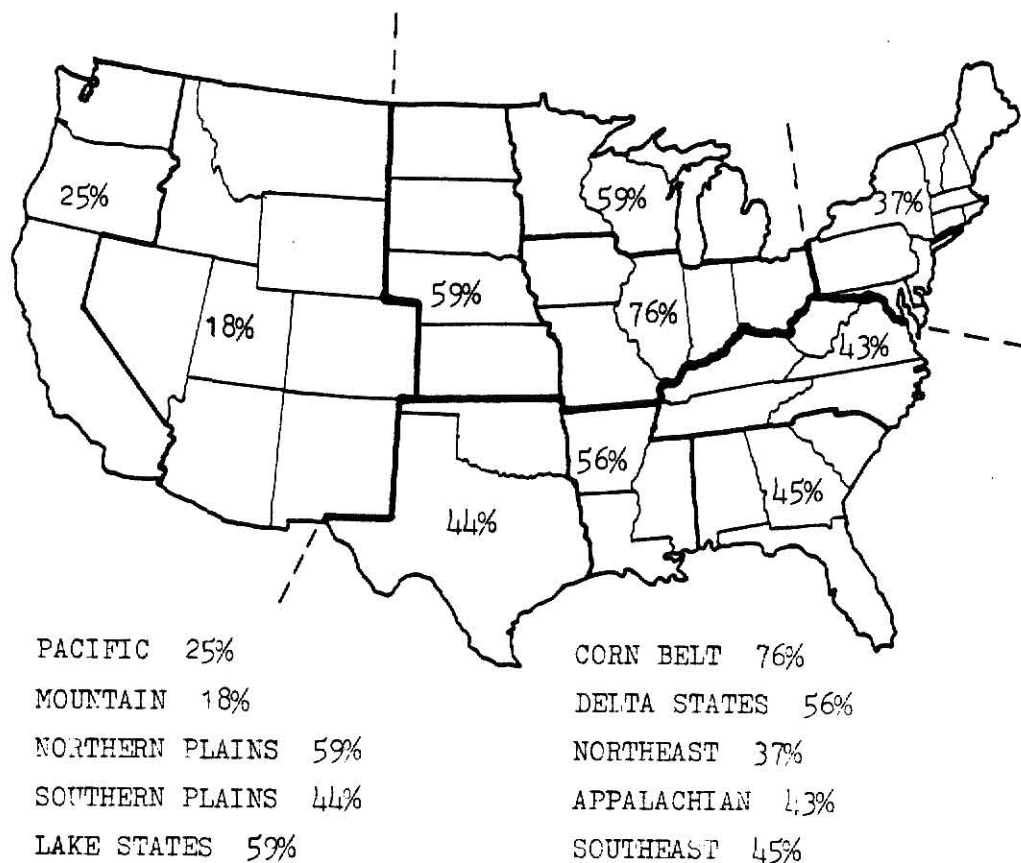 25%
59%
37%
59%
18%
76%
43%
56%
45%
44%
PACIFIC 25%
MOUNTAIN 18%
NORTHERN PLAINS 59%
SOUTHERN PLAINS 44%
LAKE STATES 59%
CORN BELT 76%
DELTA STATES 56%
NORTHEAST 37%
APPALACHIAN 43%
SOUTHEAST 45%